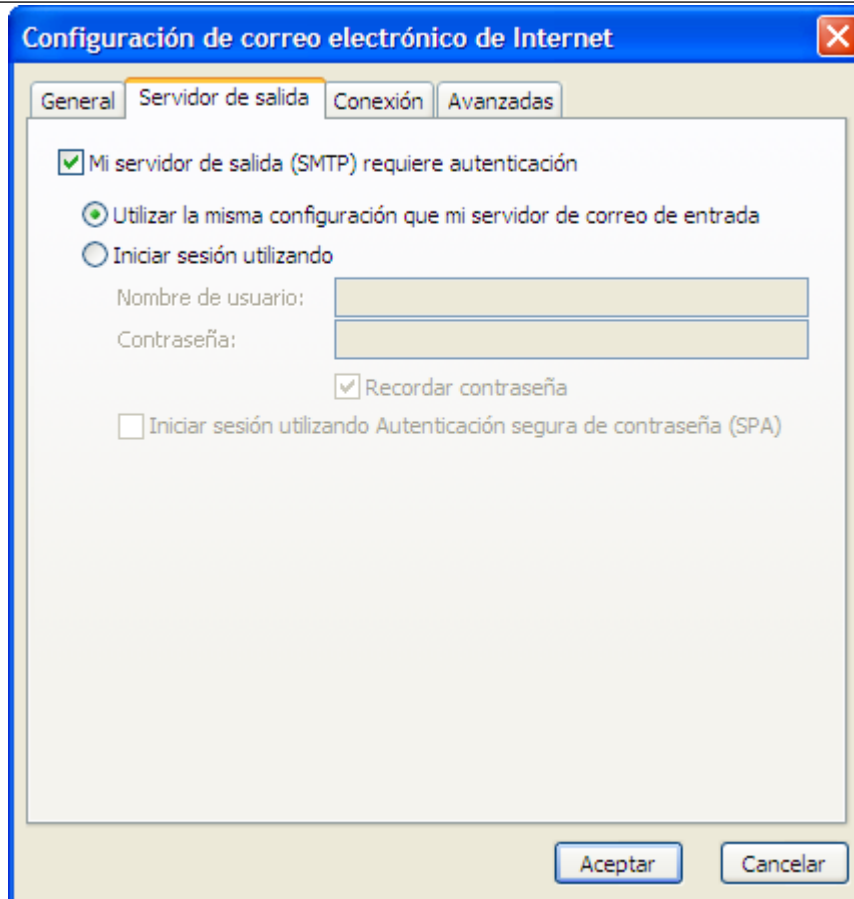 Configuración de correo electrónico de Internet
General Servidor de salida Conexión Avanzadas
Mi servidor de salida (SMTP) requiere autenticación
Utilizar la misma configuración que mi servidor de correo de entrada
Iniciar sesión utilizando
Nombre de usuario:
Contraseña:
Recordar contraseña
Iniciar sesión utilizando Autenticación segura de contraseña (SPA)
Aceptar Cancelar